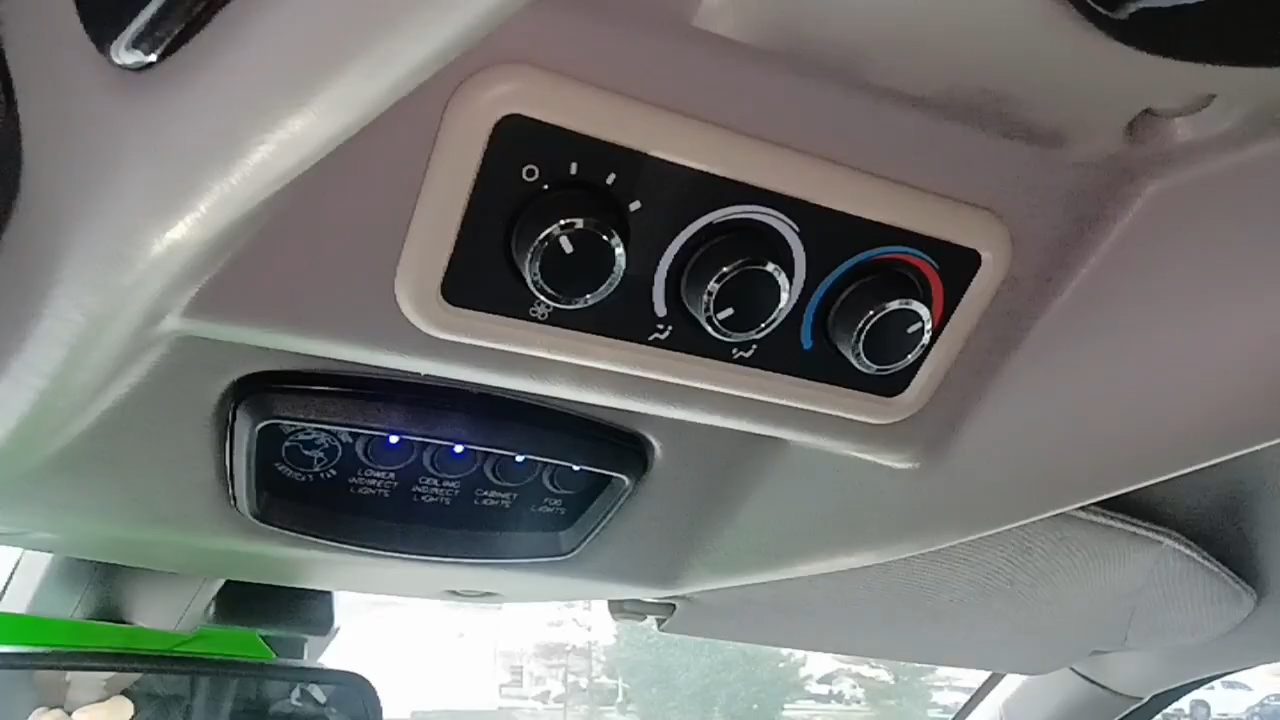 LOWER
INDIRECT
LIGHTS
CEILING
INDIRECT
LIGHTS
CABINET
LIGHTS
FOG
LIGHTS